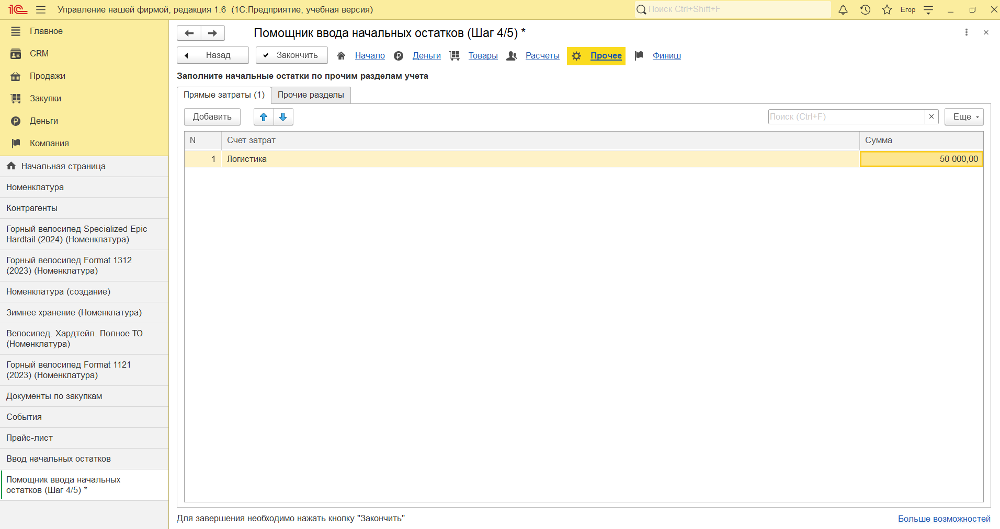 Управление нашей фирмой, редакция 1.6 (1С:Предприятие, учебная версия)
Поиск Ctrl+Shift+F
Егор
Главное
CRM
Продажи
Закупки
Деньги
Компания
Начальная страница
Номенклатура
Контрагенты
Горный велосипед Specialized Epic
Hardtail (2024) (Номенклатура)
Горный велосипед Format 1312
(2023) (Номенклатура)
Номенклатура (создание)
Зимнее хранение (Номенклатура)
Велосипед. Хардтейл. Полное ТО
(Номенклатура)
Горный велосипед Format 1121
(2023) (Номенклатура)
Документы по закупкам
События
Прайс-лист
Ввод начальных остатков
Помощник ввода начальных
остатков (Шаг 4/5) *
Помощник ввода начальных остатков (Шаг 4/5) *
Назад
Закончить
Начало
Деньги
Товары
Расчеты
Прочее
Финиш
Заполните начальные остатки по прочим разделам учета
Прямые затраты (1)
Прочие разделы
Добавить
Поиск (Ctrl+F)
Еще
N
Счет затрат
Сумма
1
Логистика
50 000,00
Для завершения необходимо нажать кнопку "Закончить"
Больше возможностей